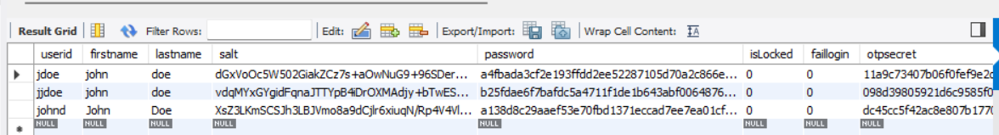 Result Grid Filter Rows: Edit: Export/Import: Wrap Cell Content:
userid firstname lastname salt password isLocked faillogin otpsecret
jdoe john doe dGxVoOc5W502GiakZCz7s+aOwNuG9+96SDer... a4fbada3cf2e193ffdd2ee52287105d70a2c866e... 0 0 11a9c73407b06f0fef9e2
jjdoe john doe vdqMYxGYgidFqnaJTTYpB4iDrOXMAdjy+bTwES... b25fdae6f7bafdc5a4711f1de1b643abf0064876... 0 0 098d39805921d6c9585f0
johnd John Doe XsZ3LKmSCSJh3LBJVmo8a9dCjlr6xiuqN/Rp4V4Vl... a138d8c29aaef53e70fbd1371eccad7ee7ea01cf... 0 0 dc45cc5f42ac8e807b1770
NULL NULL NULL NULL NULL NULL NULL NULL